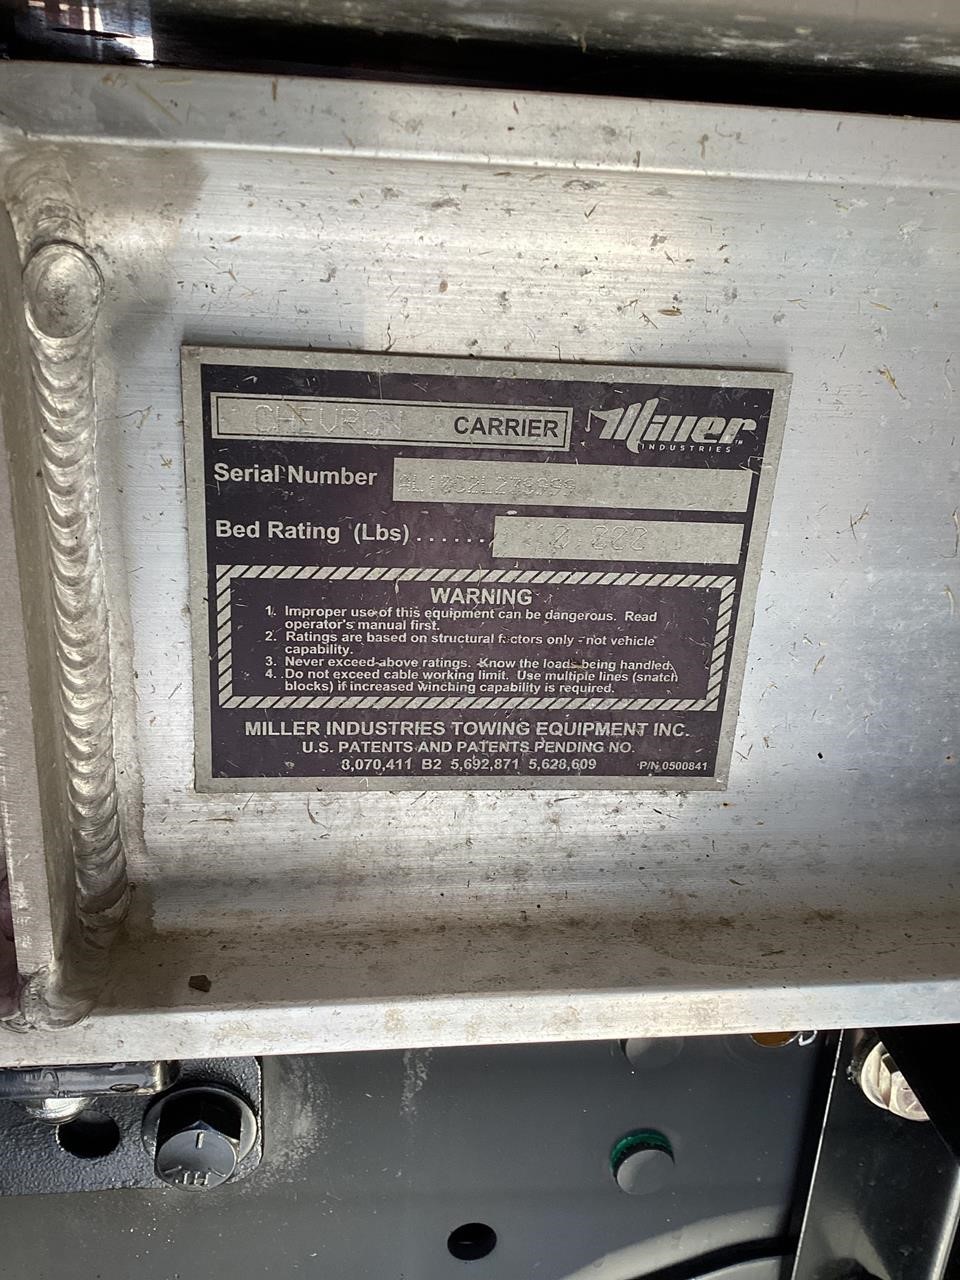 CHEVRON CARRIER
Miller
INDUSTRIES™
Serial Number
Bed Rating (Lbs) ...... 10 000
WARNING
1. Improper use of this equipment can be dangerous. Read
operator's manual first.
2. Ratings are based on structural factors only - not vehicle
capability.
3. Never exceed above ratings. Know the loads being handled.
4. Do not exceed cable working limit. Use multiple lines (snatch
blocks) if increased winching capability is required.
MILLER INDUSTRIES TOWING EQUIPMENT INC.
U.S. PATENTS AND PATENTS PENDING NO.
8,070,411 B2 5,692,871 5,628,609
P/N 0500841